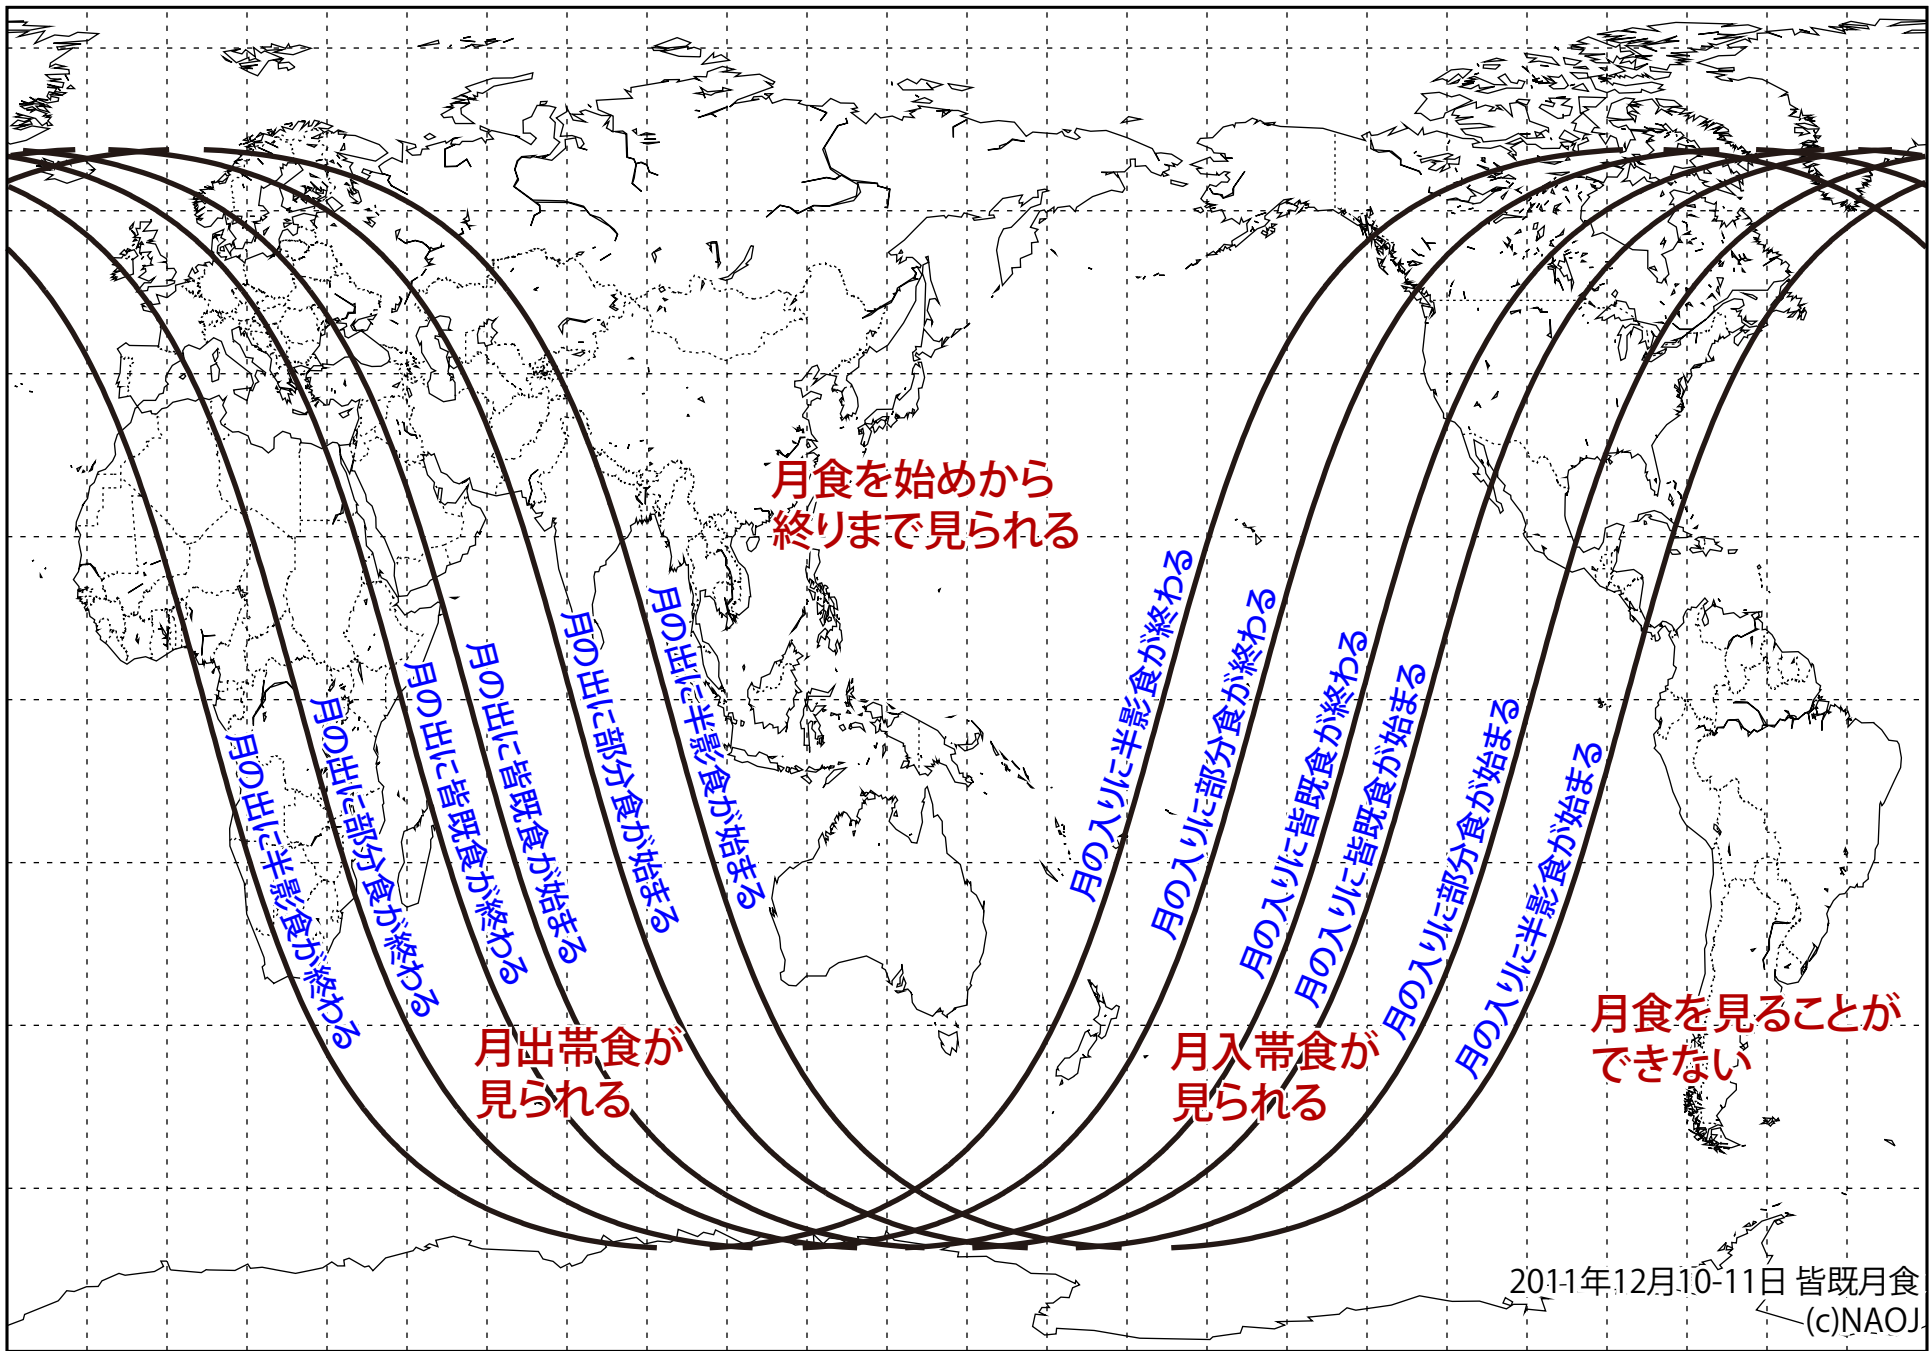 月食を始めから
終りまで見られる
月の出に半影食が終わる
月の出に部分食が終わる
月の出に皆既食が終わる
月の出に皆既食が始まる
月の出に部分食が始まる
月の出に半影食が始まる
月の入りに半影食が終わる
月の入りに部分食が終わる
月の入りに皆既食が終わる
月の入りに皆既食が始まる
月の入りに部分食が始まる
月の入りに半影食が始まる
月出帯食が
見られる
月入帯食が
見られる
月食を見ることが
できない
2011年12月10-11日 皆既月食
(c)NAOJ